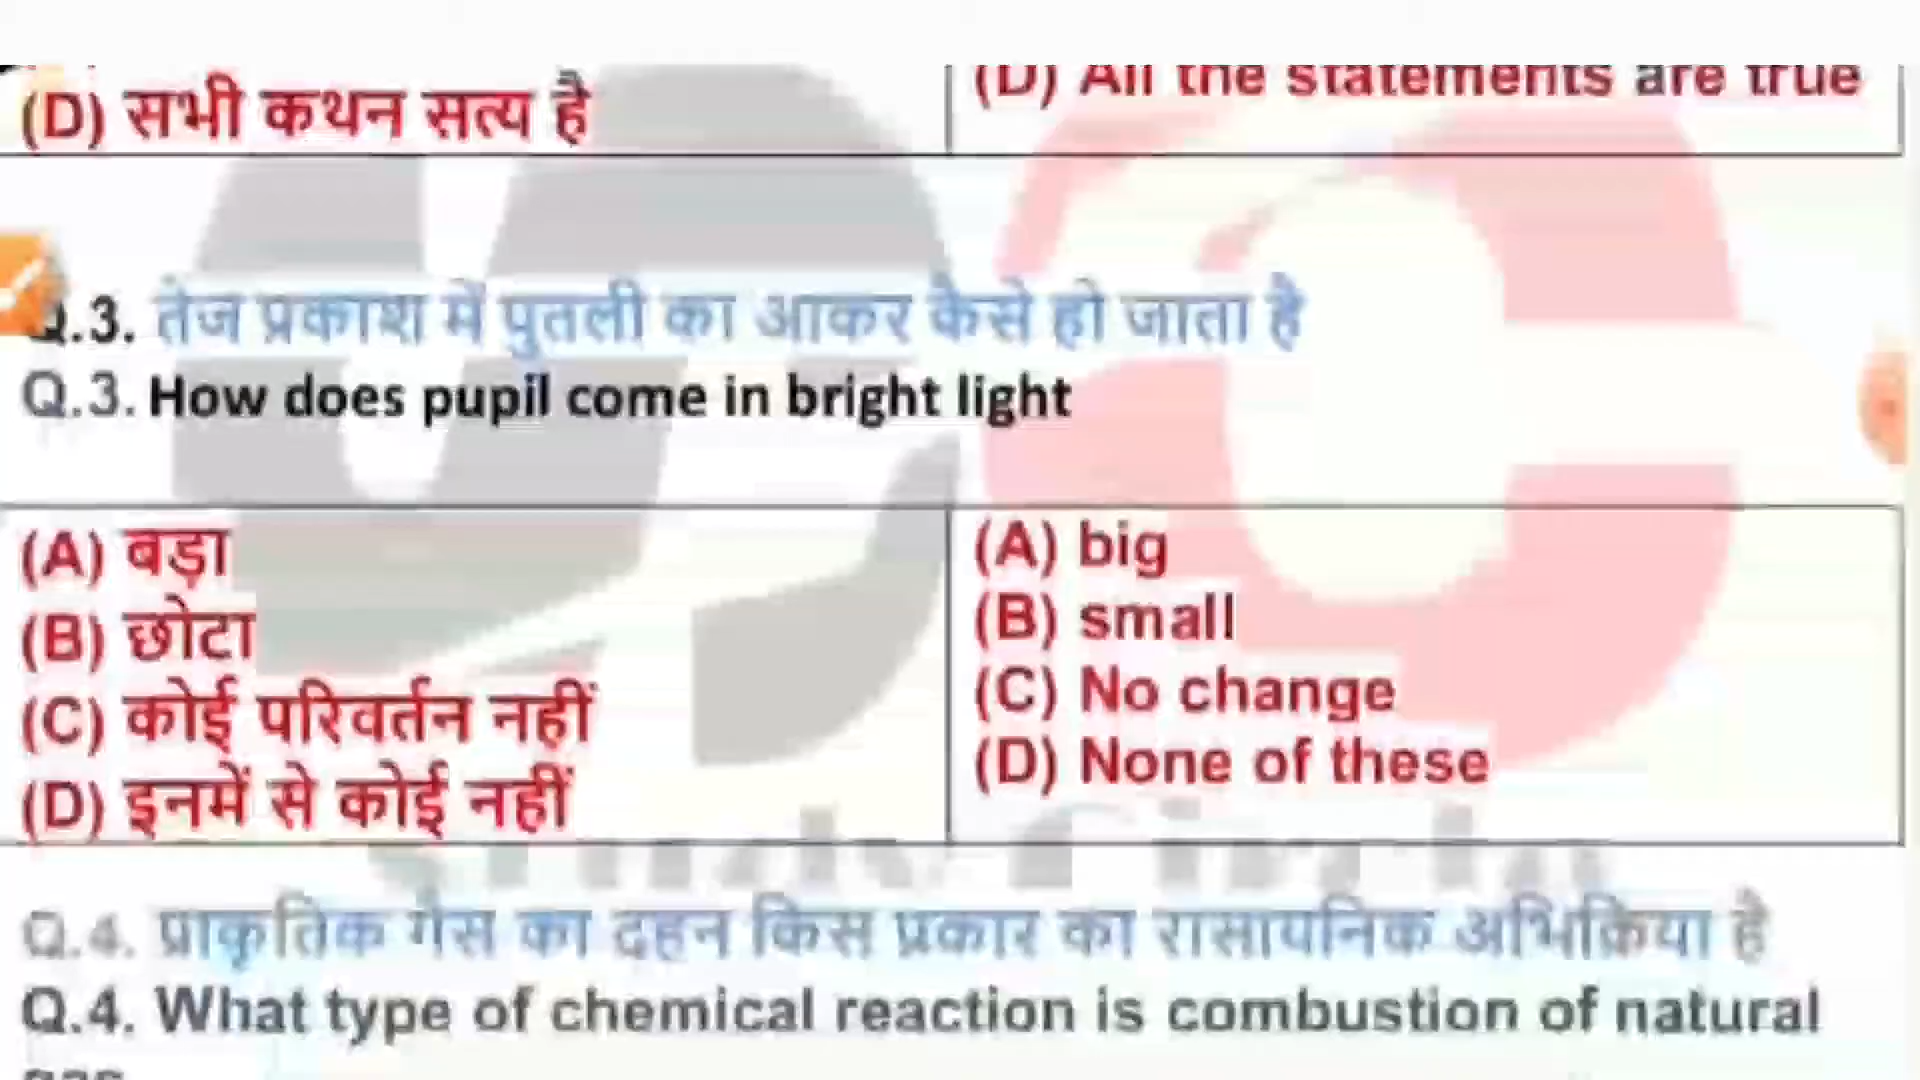 (D) सभी कथन सत्य है
(D) All the statements are true
Q.3. तेज प्रकाश में पुतली का आकर कैसे हो जाता है
Q.3. How does pupil come in bright light
(A) बड़ा
(B) छोटा
(C) कोई परिवर्तन नहीं
(D) इनमें से कोई नहीं
(A) big
(B) small
(C) No change
(D) None of these
Q.4. प्राकृतिक गैस का दहन किस प्रकार का रासायनिक अभिक्रिया है
Q.4. What type of chemical reaction is combustion of natural